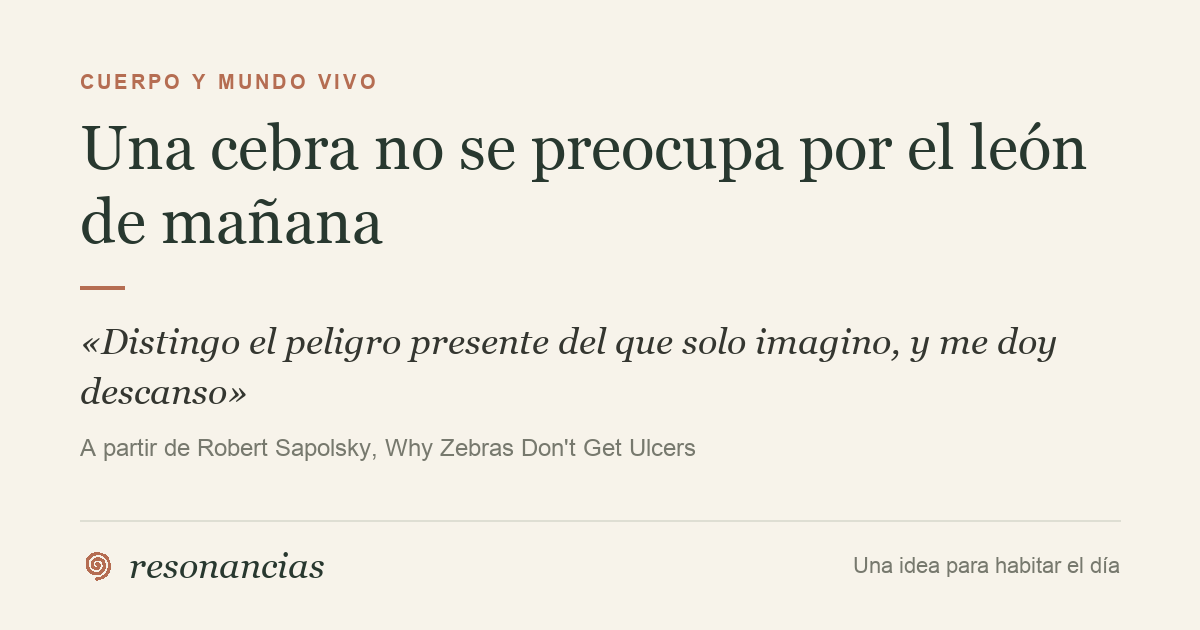 CUERPO Y MUNDO VIVO
Una cebra no se preocupa por el león
de mañana
«Distingo el peligro presente del que solo imagino, y me doy
descanso»
A partir de Robert Sapolsky, Why Zebras Don't Get Ulcers
resonancias
Una idea para habitar el día